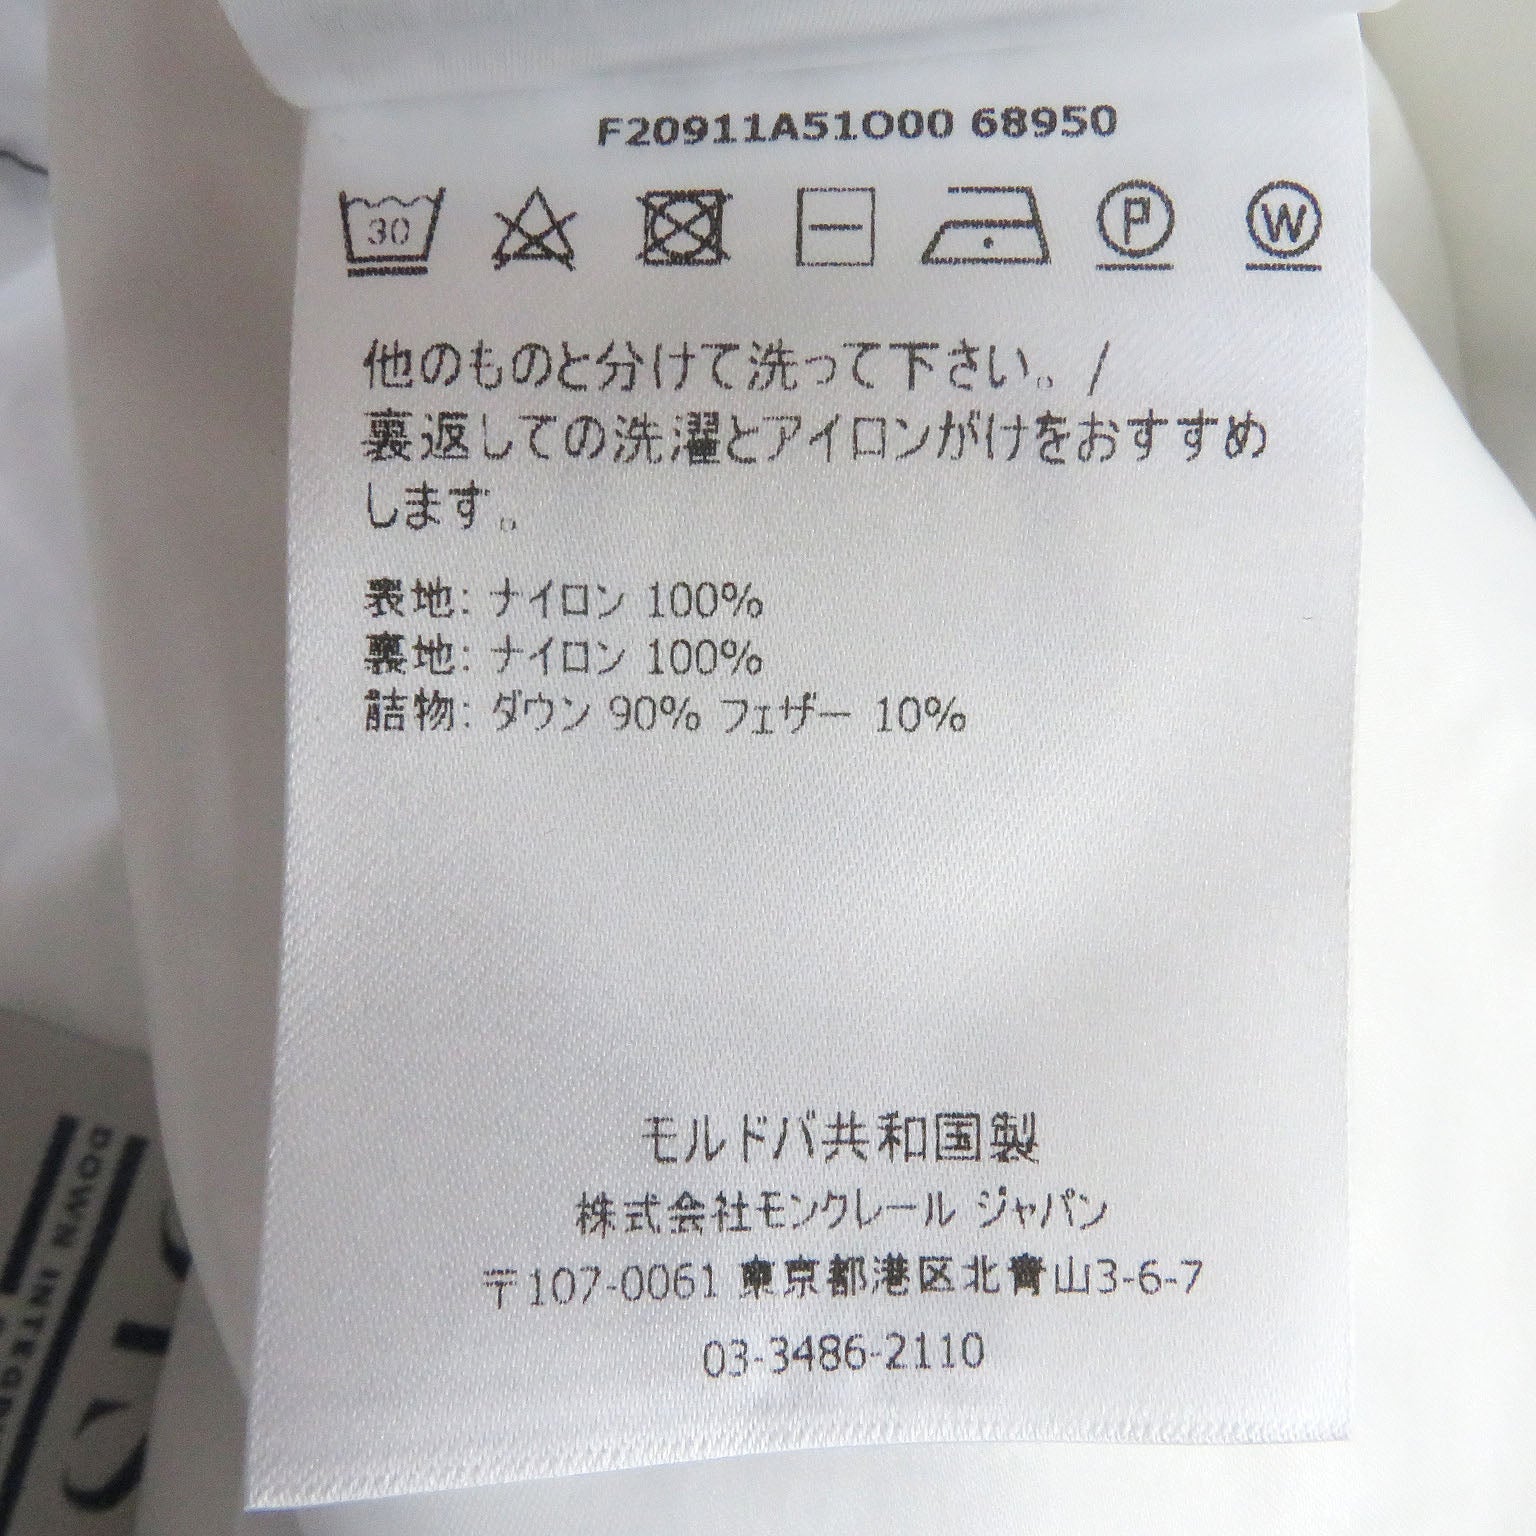 F20911A51O00 68950
30
P
W
他のものと分けて洗って下さい。/
裏返しての洗濯とアイロンがけをおすすめ
します。
表地: ナイロン 100%
裏地: ナイロン 100%
詰物: ダウン 90% フェザー 10%
モルドバ共和国製
株式会社モンクレール ジャパン
〒107-0061 東京都港区北青山3-6-7
03-3486-2110
DOWN INTEGR